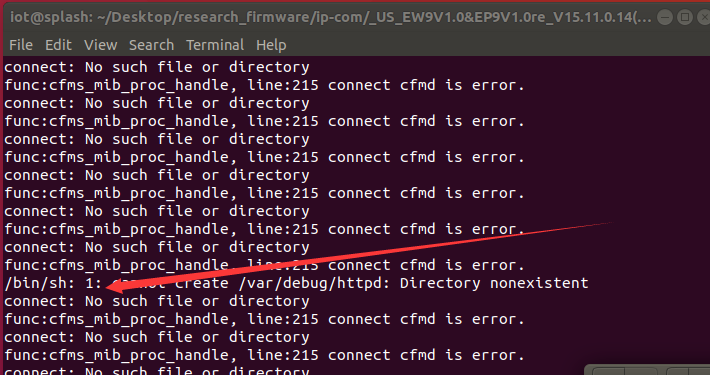 iot@splash: ~/Desktop/research_firmware/ip-com/_US_EW9V1.0&EP9V1.0re_V15.11.0.14(...
File Edit View Search Terminal Help
connect: No such file or directory
func:cfms_mib_proc_handle, line:215 connect cfmd is error.
connect: No such file or directory
func:cfms_mib_proc_handle, line:215 connect cfmd is error.
connect: No such file or directory
func:cfms_mib_proc_handle, line:215 connect cfmd is error.
connect: No such file or directory
func:cfms_mib_proc_handle, line:215 connect cfmd is error.
connect: No such file or directory
func:cfms_mib_proc_handle, line:215 connect cfmd is error.
connect: No such file or directory
func:cfms_mib_proc_handle, line:215 connect cfmd is error.
/bin/sh: 1: cannot create /var/debug/httpd: Directory nonexistent
connect: No such file or directory
func:cfms_mib_proc_handle, line:215 connect cfmd is error.
connect: No such file or directory
func:cfms_mib_proc_handle, line:215 connect cfmd is error.
connect: No such file or directory